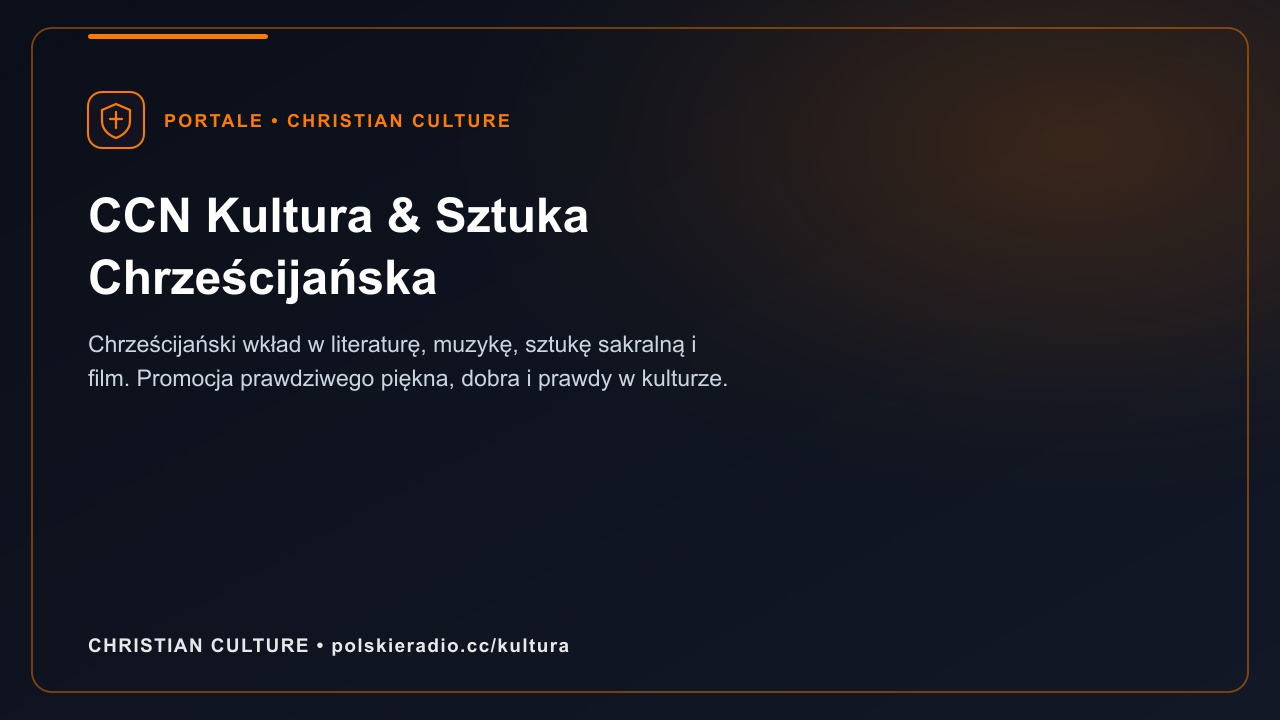 PORTALE • CHRISTIAN CULTURE
CCN Kultura & Sztuka
Chrześcijańska
Chrześcijański wkład w literaturę, muzykę, sztukę sakralną i
film. Promocja prawdziwego piękna, dobra i prawdy w kulturze.
CHRISTIAN CULTURE • polskieradio.cc/kultura